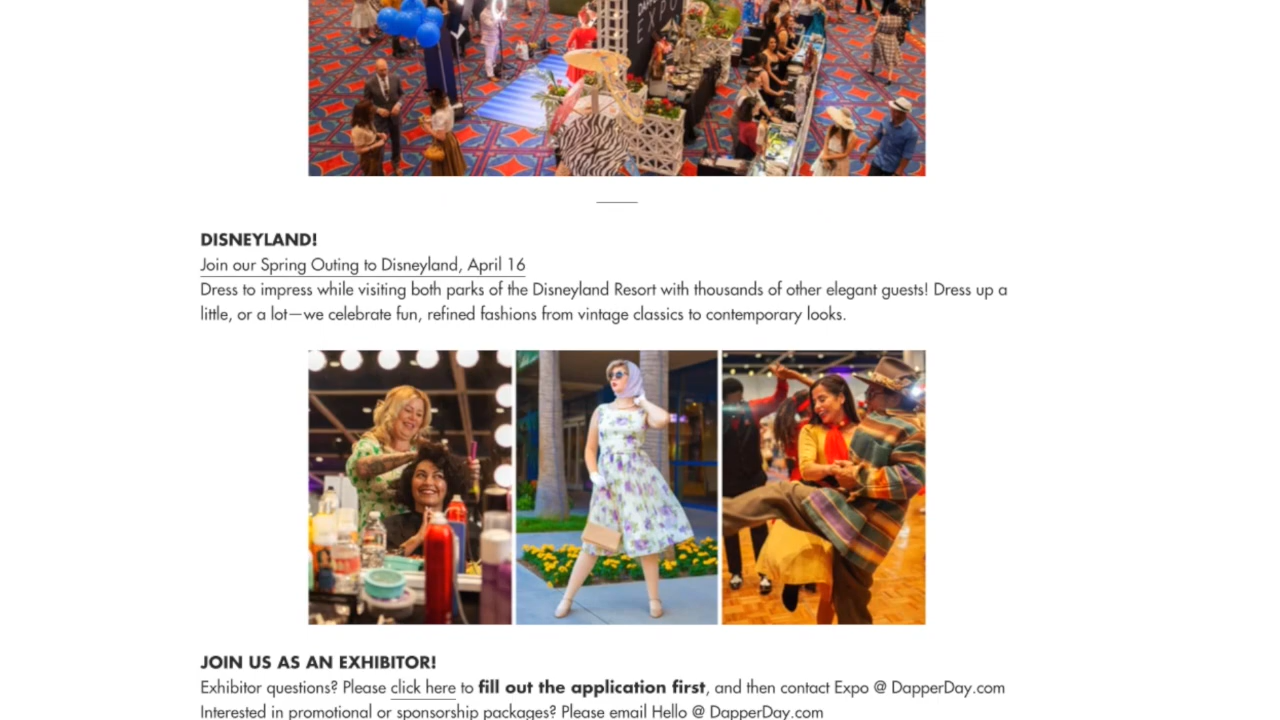 EXPO
DISNEYLAND!
Join our Spring Outing to Disneyland, April 16
Dress to impress while visiting both parks of the Disneyland Resort with thousands of other elegant guests! Dress up a
little, or a lot—we celebrate fun, refined fashions from vintage classics to contemporary looks.
JOIN US AS AN EXHIBITOR!
Exhibitor questions? Please click here to fill out the application first, and then contact Expo @ DapperDay.com
Interested in promotional or sponsorship packages? Please email Hello @ DapperDay.com